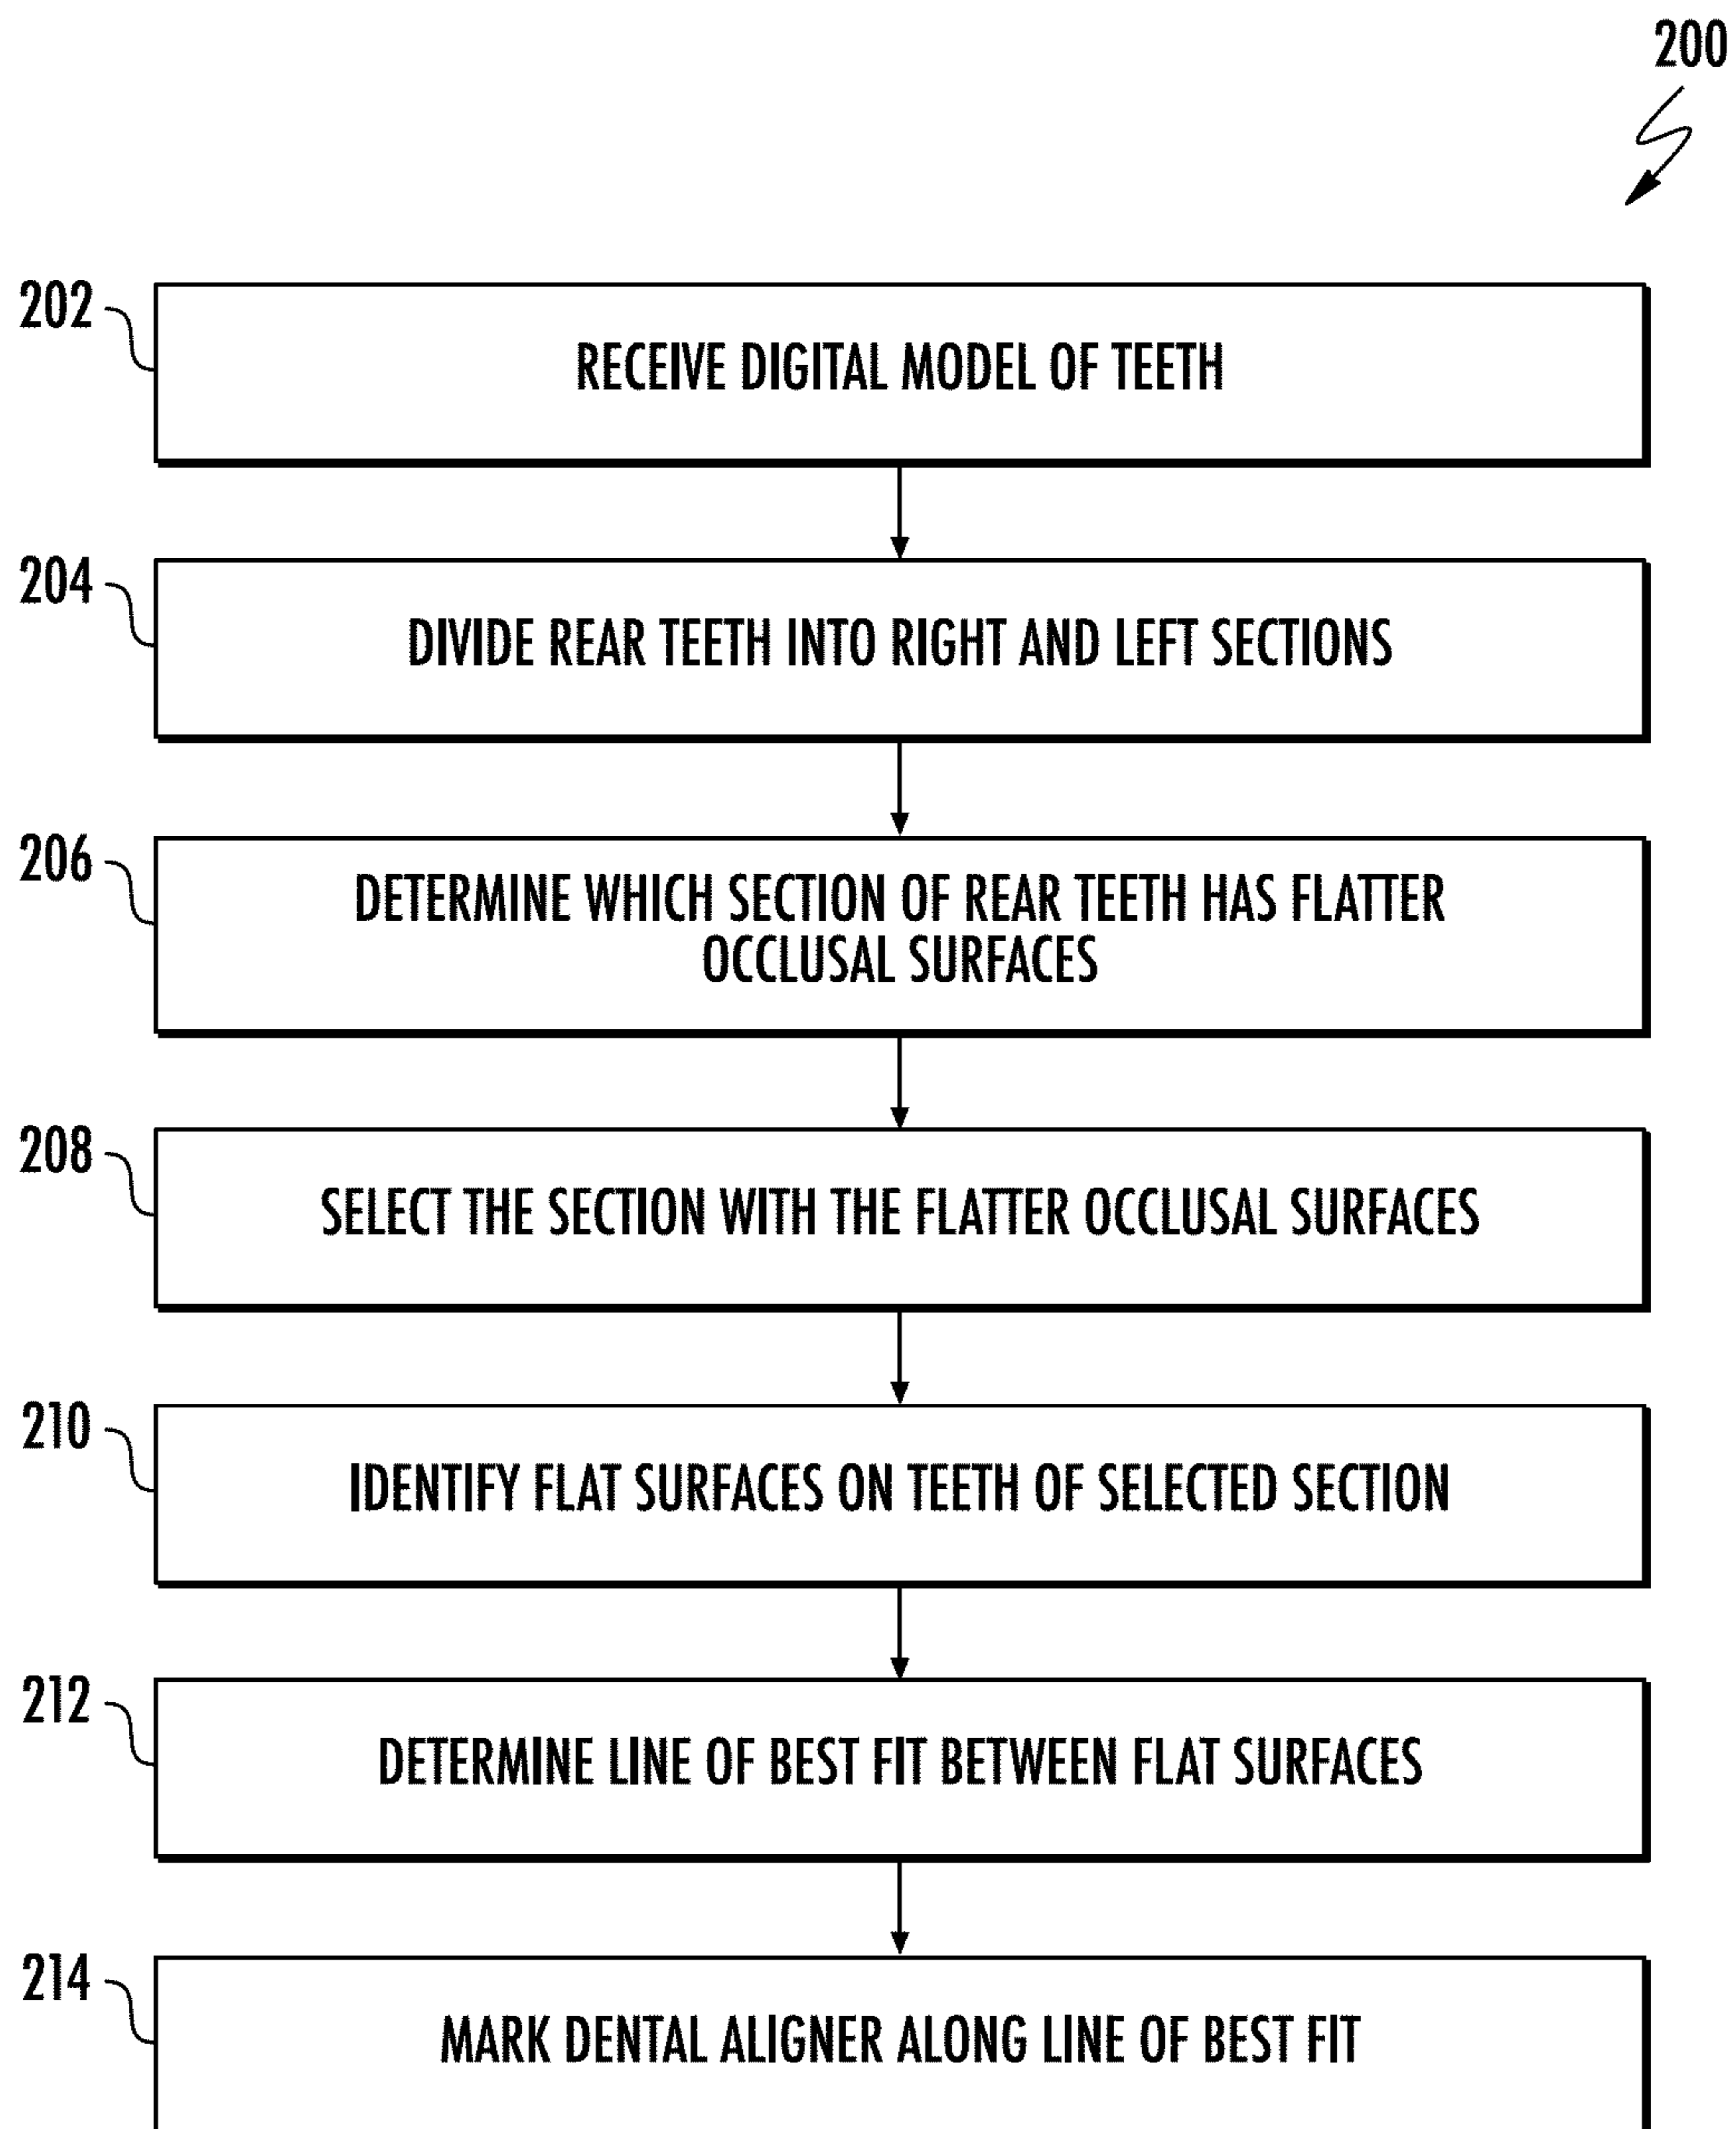 200
202
RECEIVE DIGITAL MODEL OF TEETH
204
DIVIDE REAR TEETH INTO RIGHT AND LEFT SECTIONS
206
DETERMINE WHICH SECTION OF REAR TEETH HAS FLATTER
OCCLUSAL SURFACES
208
SELECT THE SECTION WITH THE FLATTER OCCLUSAL SURFACES
210
IDENTIFY FLAT SURFACES ON TEETH OF SELECTED SECTION
212
DETERMINE LINE OF BEST FIT BETWEEN FLAT SURFACES
214
MARK DENTAL ALIGNER ALONG LINE OF BEST FIT